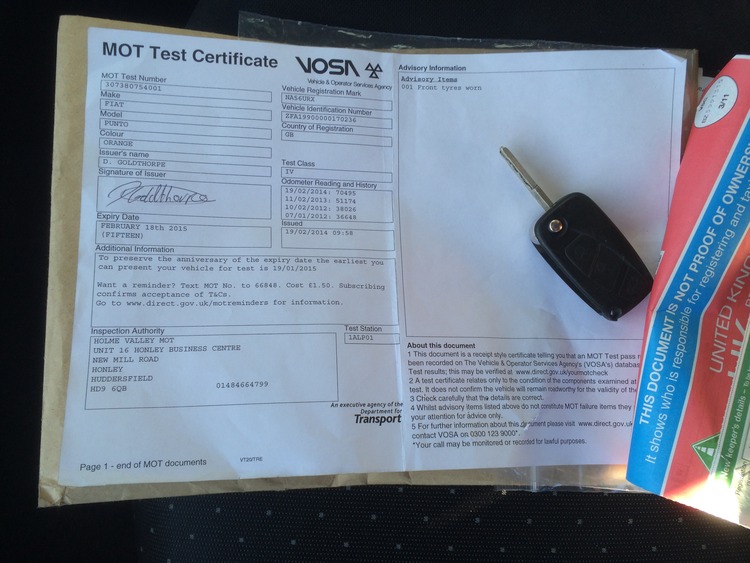 MOT Test Certificate
VOSA
Vehicle & Operator Services Agency
MOT Test Number
307380754001
Make
FIAT
Model
PUNTO
Colour
ORANGE
Issuer's name
D. GOLDTHORPE
Signature of Issuer
Expiry Date
FEBRUARY 18th 2015
(FIFTEEN)
Vehicle Registration Mark
NA56URX
Vehicle Identification Number
ZFA19900000170236
Country of Registration
GB
Test Class
IV
Odometer Reading and History
19/02/2014: 70495
11/02/2013: 51174
10/02/2012: 38026
07/01/2012: 36648
Issued
19/02/2014 09:58
Additional Information
To preserve the anniversary of the expiry date the earliest you
can present your vehicle for test is 19/01/2015
Want a reminder? Text MOT No. to 66848. Cost £1.50. Subscribing
confirms acceptance of T&Cs.
Go to www.direct.gov.uk/motreminders for information.
Inspection Authority
HOLME VALLEY MOT
UNIT 16 HONLEY BUSINESS CENTRE
NEW MILL ROAD
HONLEY
HUDDERSFIELD
HD9 6QB 01484664799
Test Station
1ALP01
An executive agency of the
Department for
Transport
Page 1 - end of MOT documents
VT20/TRE
Advisory Information
Advisory Items
001 Front tyres worn
About this document
1 This document is a receipt style certificate telling you that an MOT Test pass
been recorded on The Vehicle & Operator Services Agency's (VOSA's) databas
Test results; this may be verified at www.direct.gov.uk/youmotcheck
2 A test certificate relates only to the condition of the components examined at
test. It does not confirm the vehicle will remain roadworthy for the validity of the
3 Check carefully that the details are correct.
4 Whilst advisory items listed above do not constitute MOT failure items they
your attention for advice only.
5 For further information about this document please visit www.direct.gov.uk
contact VOSA on 0300 123 9000*.
*Your call may be monitored or recorded for lawful purposes.
3/11
THIS DOCUMENT IS NOT PROOF OF OWNERS
It shows who is responsible for registering and ta
UNITED KING
UK
New keeper's details